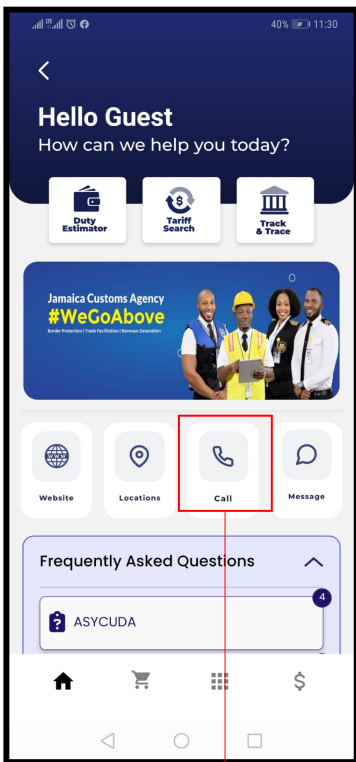 40% 11:30
Hello Guest
How can we help you today?
Duty
Estimator
Tariff
Search
Track
& Trace
Jamaica Customs Agency
#WeGoAbove
Border Protection | Trade Facilitation | Revenue Generation
Website
Locations
Call
Message
Frequently Asked Questions
4
ASYCUDA